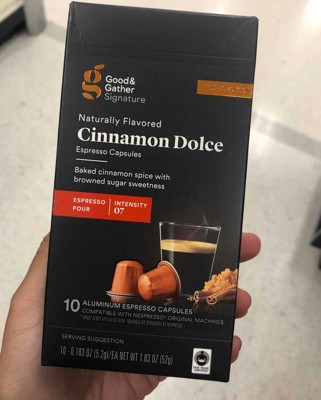 Good&
Gather
Signature
Naturally Flavored
Cinnamon Dolce
Espresso Capsules
Baked cinnamon spice with
browned sugar sweetness
ESPRESSO
POUR
INTENSITY
07
10 ALUMINUM ESPRESSO CAPSULES
COMPATIBLE WITH NESPRESSO® ORIGINAL MACHINES
SERVING SUGGESTION
10 - 0.183 OZ (5.2g)/EA NET WT 1.83 OZ (52g)